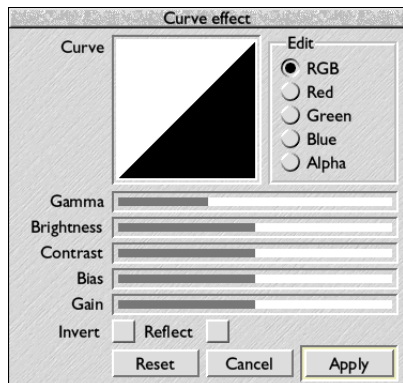 Curve effect
Curve
Edit
RGB
Red
Green
Blue
Alpha
Gamma
Brightness
Contrast
Bias
Gain
Invert Reflect
Reset Cancel Apply